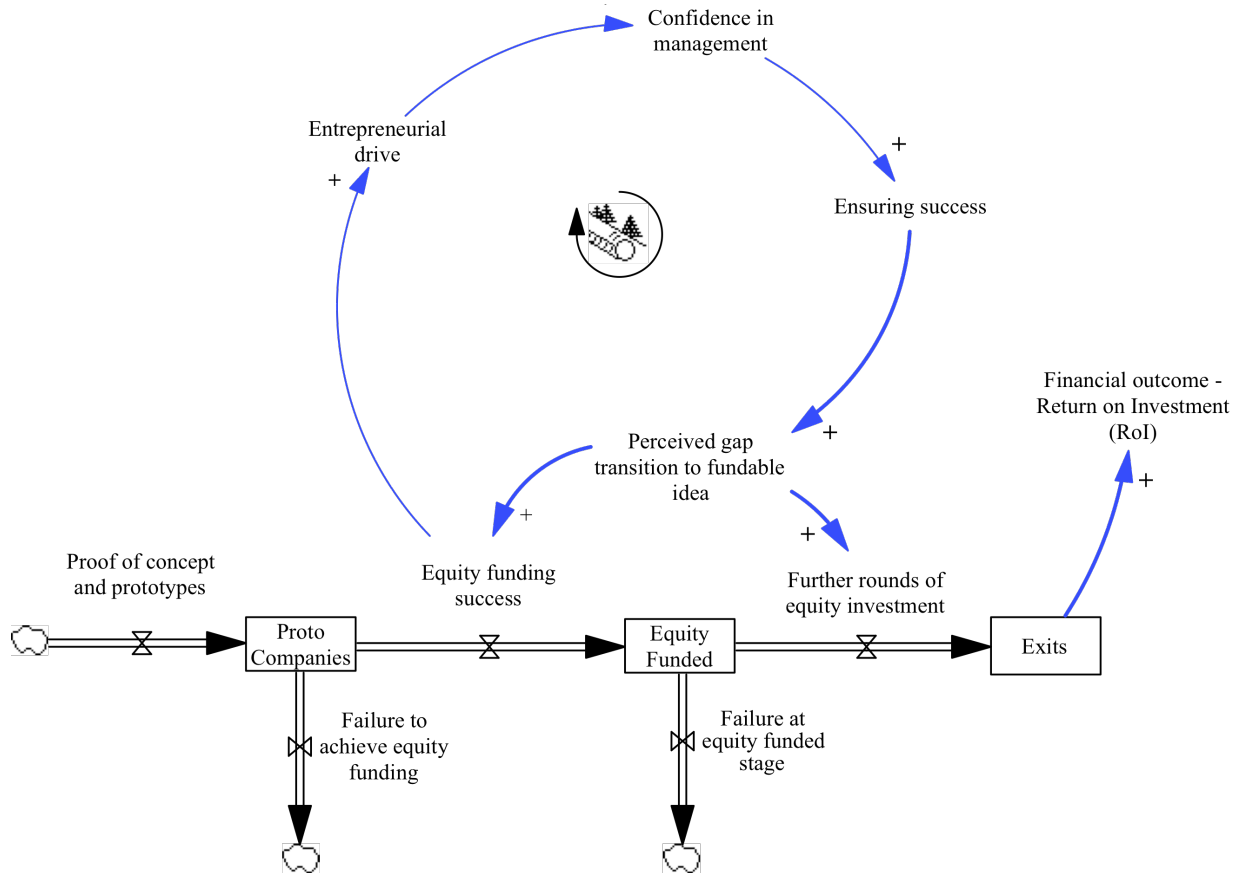 Confidence in
management
Entrepreneurial
drive
+
+
Ensuring success
Financial outcome -
Return on Investment
(RoI)
+
+
Perceived gap
transition to fundable
idea
+
+
Proof of concept
and prototypes
Equity funding
success
Further rounds of
equity investment
Proto
Companies
Equity
Funded
Exits
Failure to
achieve equity
funding
Failure at
equity funded
stage